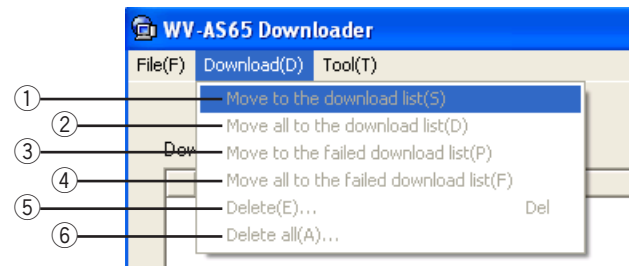 WV-AS65 Downloader
File(F) Download(D) Tool(T)
① Move to the download list(S)
② Move all to the download list(D)
Dow
③ Move to the failed download list(P)
④ Move all to the failed download list(F)
⑤ Delete(E)... Del
⑥ Delete all(A)...